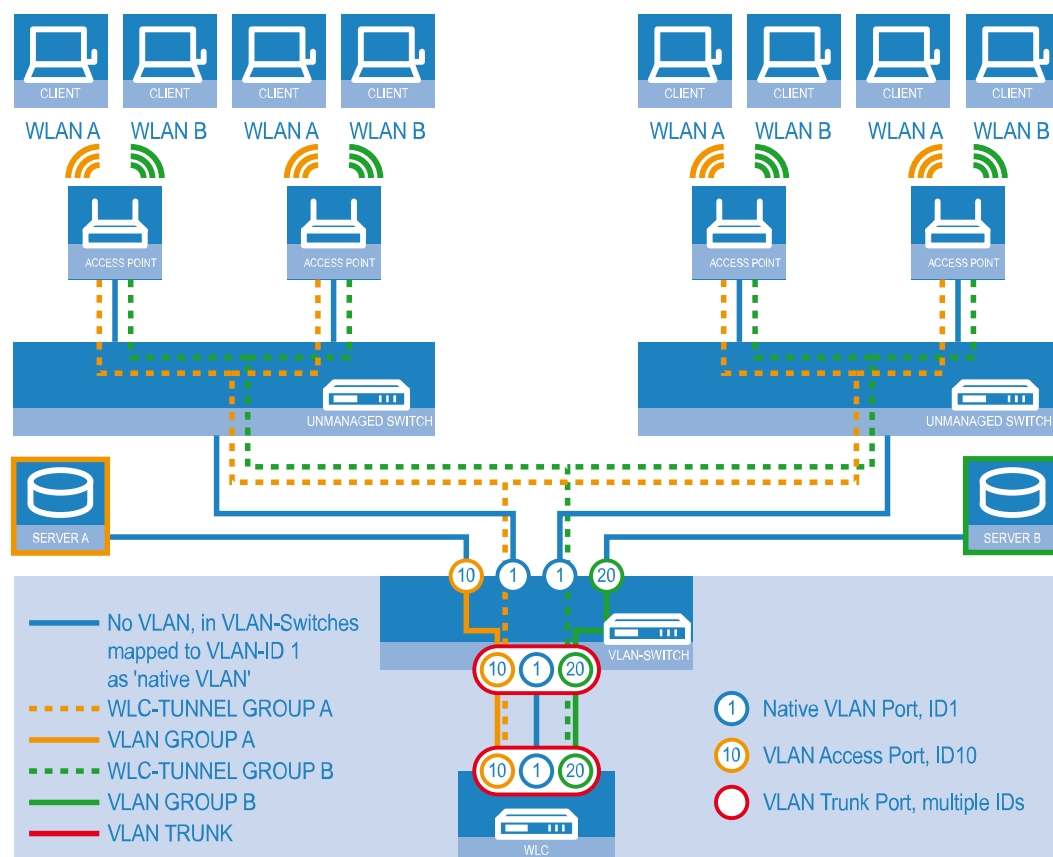 CLIENT CLIENT CLIENT CLIENT CLIENT CLIENT CLIENT CLIENT
WLAN A WLAN B WLAN A WLAN B WLAN A WLAN B WLAN A WLAN B
ACCESS POINT ACCESS POINT ACCESS POINT ACCESS POINT
UNMANAGED SWITCH UNMANAGED SWITCH
SERVER A SERVER B
10 1 1 20
VLAN-SWITCH
10 1 20
10 1 20
WLC
No VLAN, in VLAN-Switches
mapped to VLAN-ID 1
as 'native VLAN'
WLC-TUNNEL GROUP A
VLAN GROUP A
WLC-TUNNEL GROUP B
VLAN GROUP B
VLAN TRUNK
1 Native VLAN Port, ID1
10 VLAN Access Port, ID10
VLAN Trunk Port, multiple IDs